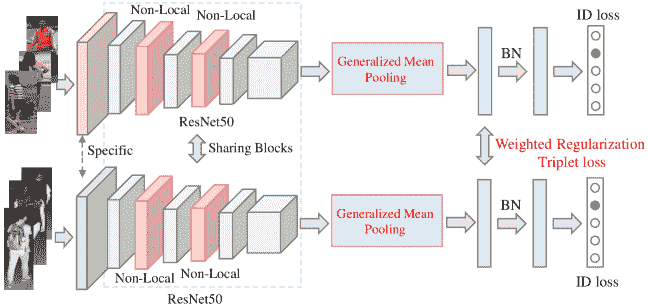 Non-Local
Non-Local
ID loss
Generalized Mean
Pooling
BN
ResNet50
Specific
Sharing Blocks
Weighted Regularization
Triplet loss
Generalized Mean
Pooling
BN
Non-Local
Non-Local
ResNet50
ID loss